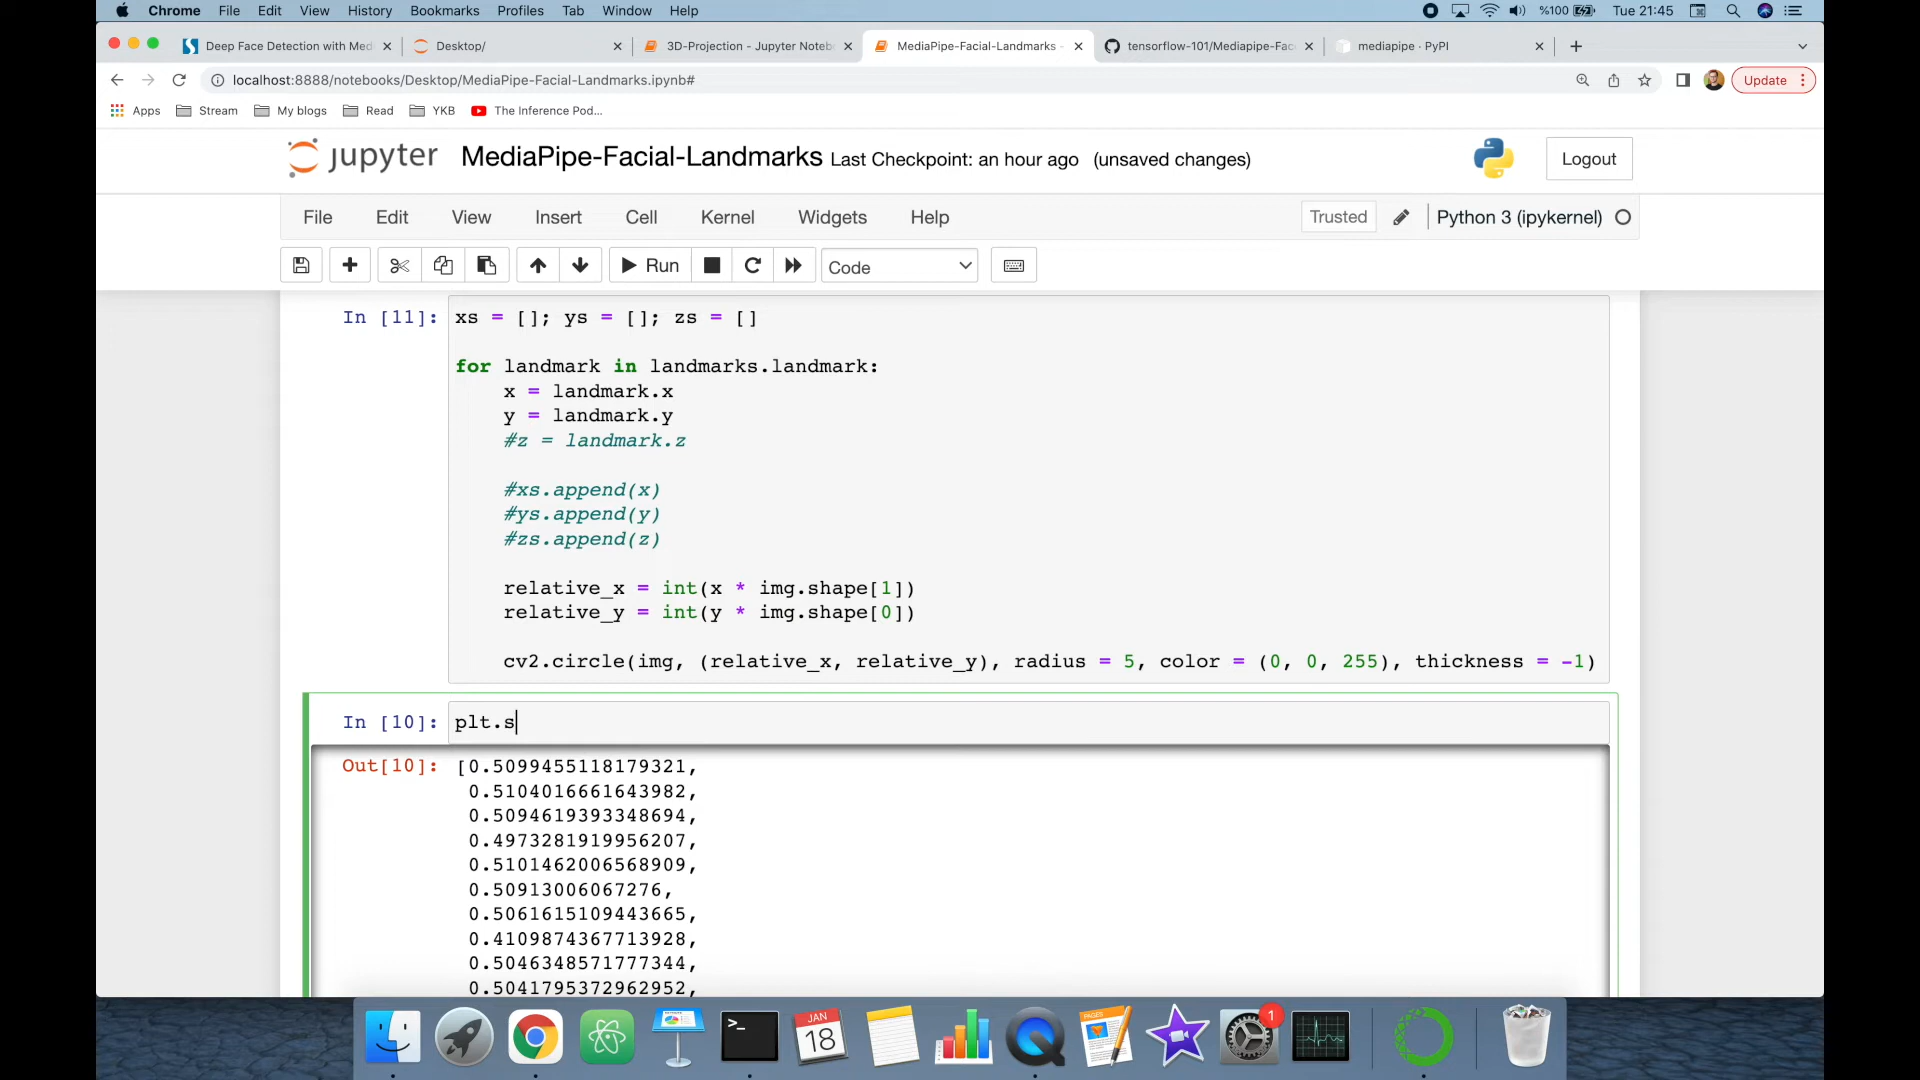 Chrome File Edit View History Bookmarks Profiles Tab Window Help %100 Tue 21:45
Deep Face Detection with Med Desktop/ 3D-Projection - Jupyter Noteb MediaPipe-Facial-Landmarks - tensorflow-101/Mediapipe-Fac mediapipe · PyPI
localhost:8888/notebooks/Desktop/MediaPipe-Facial-Landmarks.ipynb# Update
Apps Stream My blogs Read YKB The Inference Pod...
jupyter MediaPipe-Facial-Landmarks Last Checkpoint: an hour ago (unsaved changes) Logout
File Edit View Insert Cell Kernel Widgets Help Trusted Python 3 (ipykernel)
Run Code
In [11]: xs = []; ys = []; zs = []
for landmark in landmarks.landmark:
x = landmark.x
y = landmark.y
#z = landmark.z
#xs.append(x)
#ys.append(y)
#zs.append(z)
relative_x = int(x * img.shape[1])
relative_y = int(y * img.shape[0])
cv2.circle(img, (relative_x, relative_y), radius = 5, color = (0, 0, 255), thickness = -1)
In [10]: plt.s
Out[10]: [0.5099455118179321,
0.5104016661643982,
0.5094619393348694,
0.4973281919956207,
0.5101462006568909,
0.509130060067276,
0.5061615109443665,
0.4109874367713928,
0.5046348571777344,
0.5041795372962952,
JAN
18
PAGES
1